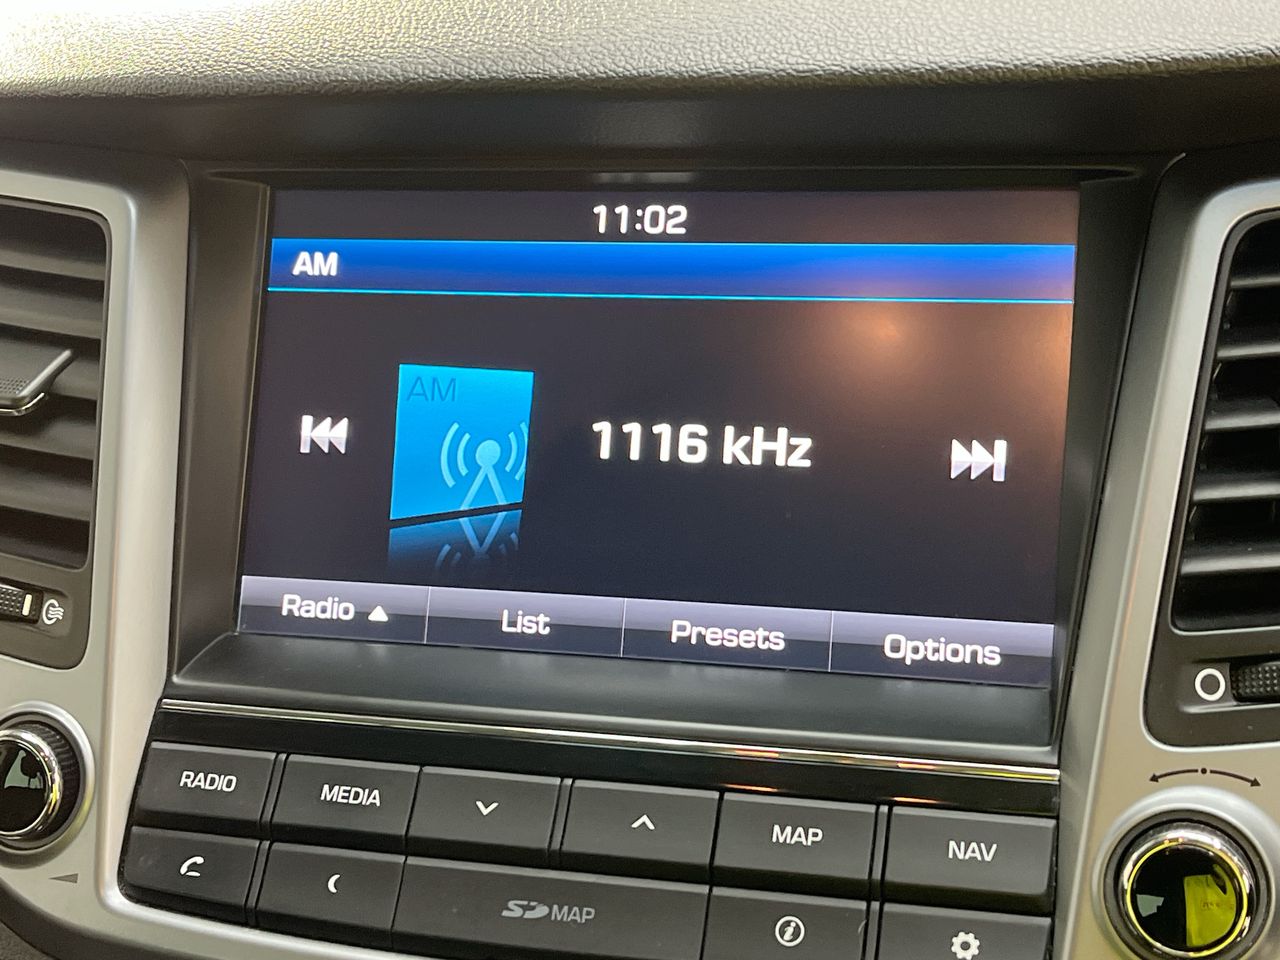 11:02
AM
AM
1116 kHz
Radio
List
Presets
Options
RADIO
MEDIA
MAP
NAV
SD MAP
i